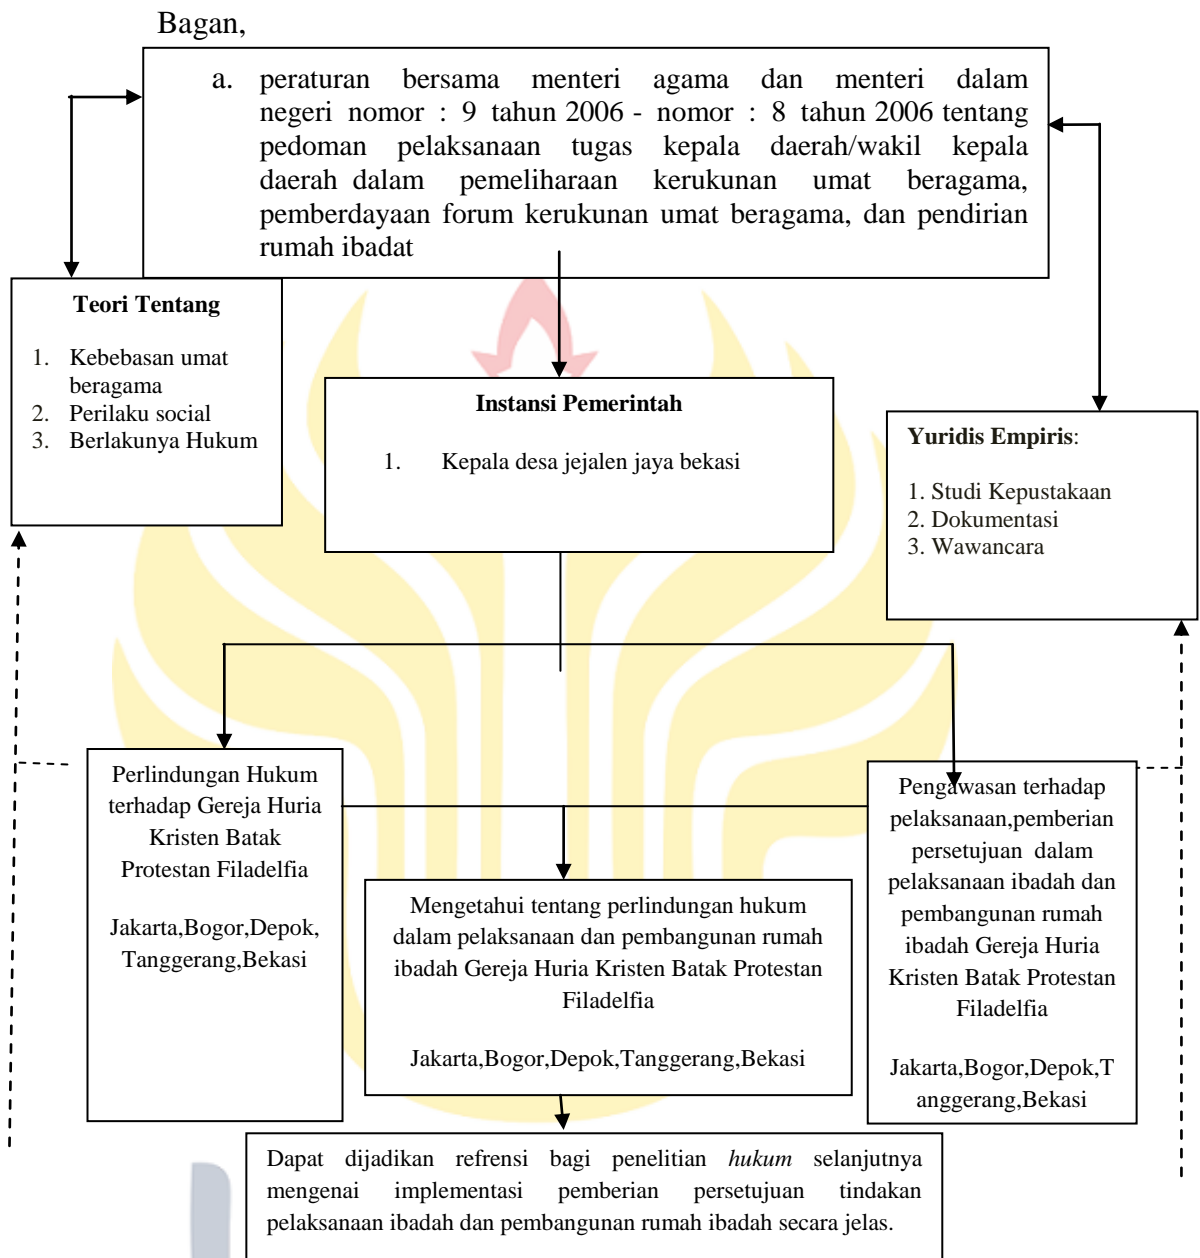 Bagan,
a. peraturan bersama menteri agama dan menteri dalam
negeri nomor : 9 tahun 2006 - nomor : 8 tahun 2006 tentang
pedoman pelaksanaan tugas kepala daerah/wakil kepala
daerah dalam pemeliharaan kerukunan umat beragama,
pemberdayaan forum kerukunan umat beragama, dan pendirian
rumah ibadat
Teori Tentang
1. Kebebasan umat
beragama
2. Perilaku social
3. Berlakunya Hukum
Instansi Pemerintah
1. Kepala desa jejalen jaya bekasi
Yuridis Empiris:
1. Studi Kepustakaan
2. Dokumentasi
3. Wawancara
Perlindungan Hukum
terhadap Gereja Huria
Kristen Batak
Protestan Filadelfia
Jakarta,Bogor,Depok,
Tanggerang,Bekasi
Mengetahui tentang perlindungan hukum
dalam pelaksanaan dan pembangunan rumah
ibadah Gereja Huria Kristen Batak Protestan
Filadelfia
Jakarta,Bogor,Depok,Tanggerang,Bekasi
Pengawasan terhadap
pelaksanaan,pemberian
persetujuan dalam
pelaksanaan ibadah dan
pembangunan rumah
ibadah Gereja Huria
Kristen Batak Protestan
Filadelfia
Jakarta,Bogor,Depok,T
anggerang,Bekasi
Dapat dijadikan refrensi bagi penelitian hukum selanjutnya
mengenai implementasi pemberian persetujuan tindakan
pelaksanaan ibadah dan pembangunan rumah ibadah secara jelas.